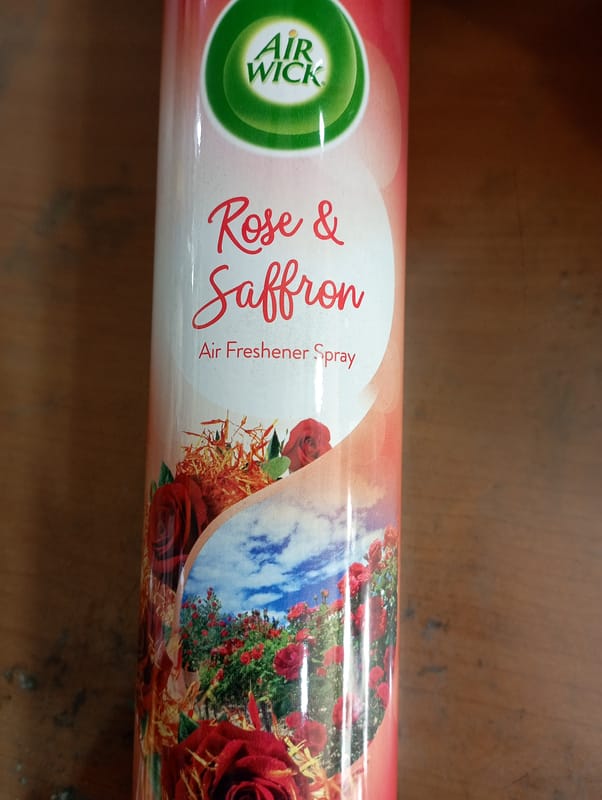 AIR
WICK
Rose &
Saffron
Air Freshener Spray